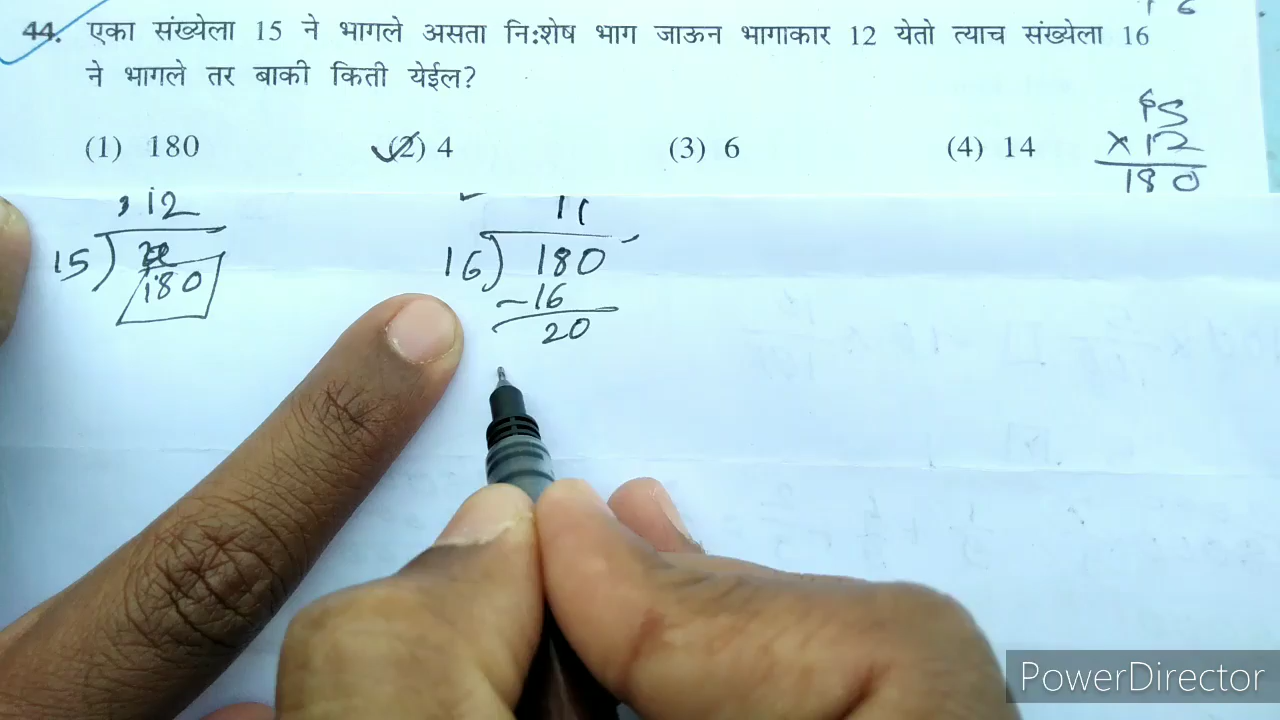 44. एका संख्येला 15 ने भागले असता नि:शेष भाग जाऊन भागाकार 12 येतो त्याच संख्येला 16
ने भागले तर बाकी किती येईल?
(1) 180 (2) 4 (3) 6 (4) 14
15
× 12
180
12
15) 180
11
16) 180
-16
20
PowerDirector